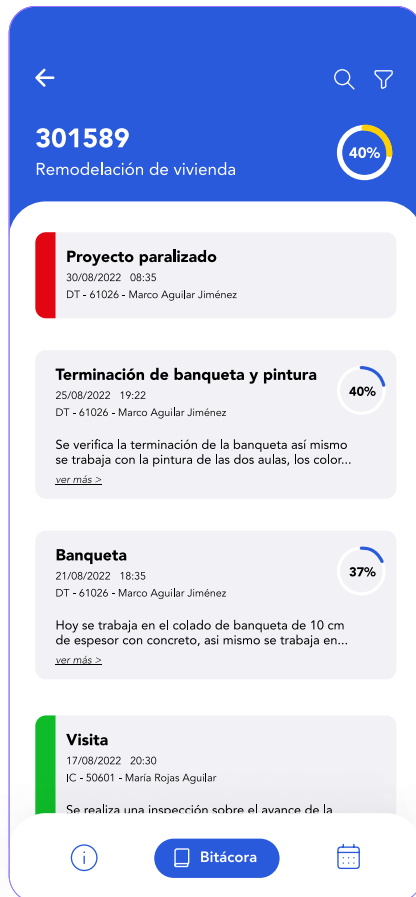 301589
Remodelación de vivienda
40%
Proyecto paralizado
30/08/2022 08:35
DT - 61026 - Marco Aguilar Jiménez
Terminación de banqueta y pintura
25/08/2022 19:22
40%
DT - 61026 - Marco Aguilar Jiménez
Se verifica la terminación de la banqueta así mismo
se trabaja con la pintura de las dos aulas, los color...
ver más >
Banqueta
21/08/2022 18:35
37%
DT - 61026 - Marco Aguilar Jiménez
Hoy se trabaja en el colado de banqueta de 10 cm
de espesor con concreto, asi mismo se trabaja en...
ver más >
Visita
17/08/2022 20:30
IC - 50601 - María Rojas Aguilar
Se realiza una inspección sobre el avance de la
Bitácora